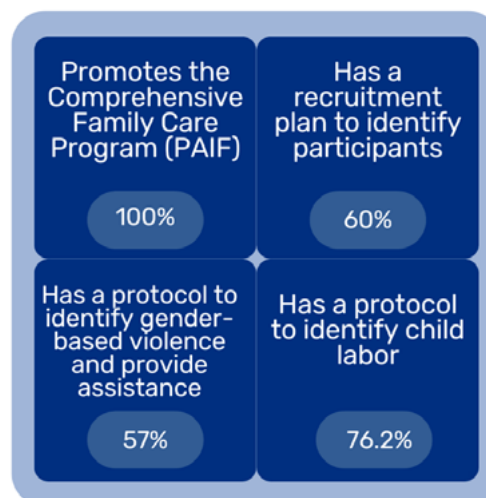 Promotes the
Comprehensive
Family Care
Program (PAIF)
100%
Has a
recruitment
plan to identify
participants
60%
Has a protocol to
identify gender-
based violence
and provide
assistance
57%
Has a protocol
to identify child
labor
76.2%